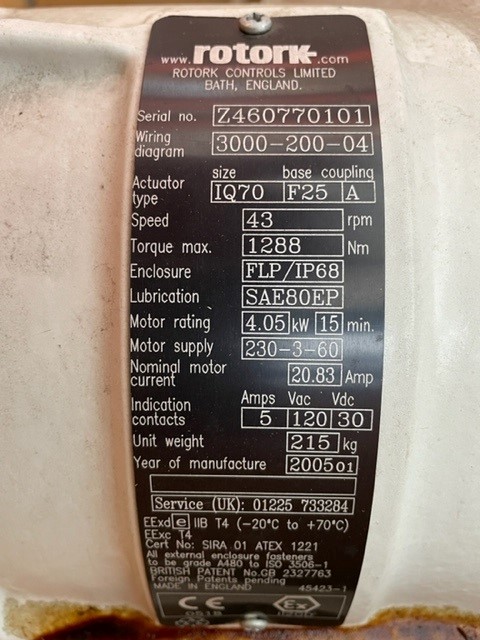 www.rotork.com
ROTORK CONTROLS LIMITED
BATH, ENGLAND.
Serial no. Z460770101
Wiring diagram 3000-200-04
size base coupling
Actuator type IQ70 F25 A
Speed 43 rpm
Torque max. 1288 Nm
Enclosure FLP/IP68
Lubrication SAE80EP
Motor rating 4.05 kW 15 min.
Motor supply 230-3-60
Nominal motor current 20.83 Amp
Amps Vac Vdc
Indication contacts 5 120 30
Unit weight 215 kg
Year of manufacture 2005 01
Service (UK): 01225 733284
EExd e IIB T4 (-20°C to +70°C)
EExc T4
Cert No: SIRA 01 ATEX 1221
All external enclosure fasteners
to be grade A480 to ISO 3506-1
BRITISH PATENT No.GB 2327763
Foreign Patents pending
MADE IN ENGLAND 45423-1
CE Ex
0518